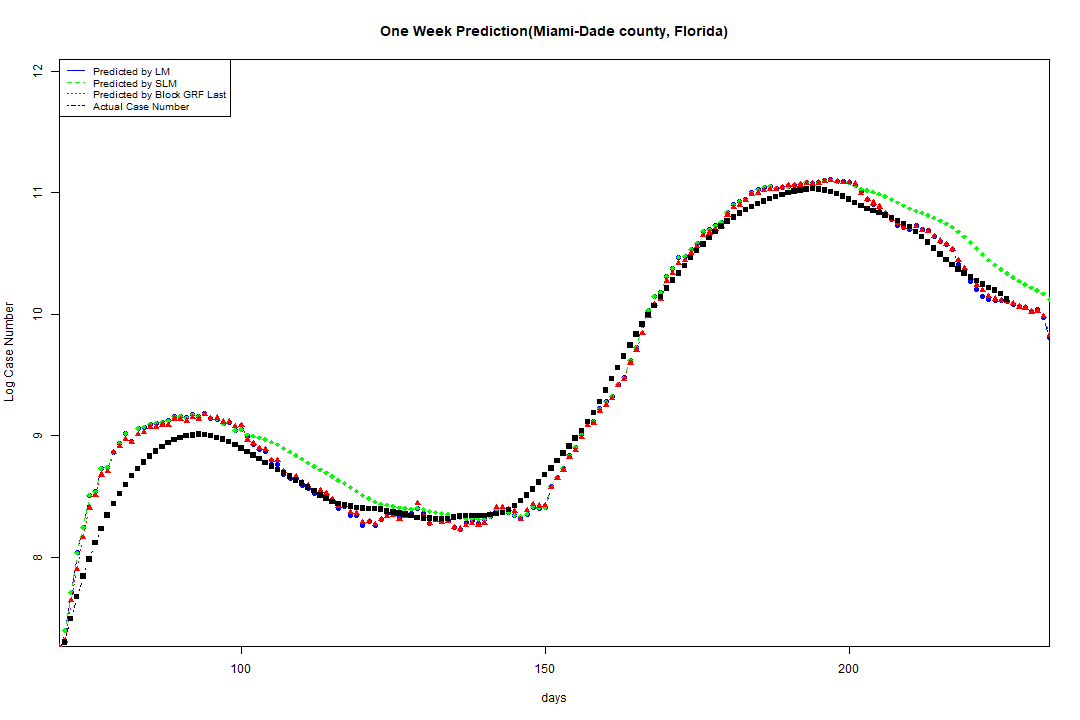 One Week Prediction(Miami-Dade county, Florida)
Predicted by LM
Predicted by SLM
Predicted by Block GRF Last
Actual Case Number
12
11
10
9
8
Log Case Number
100
150
200
days